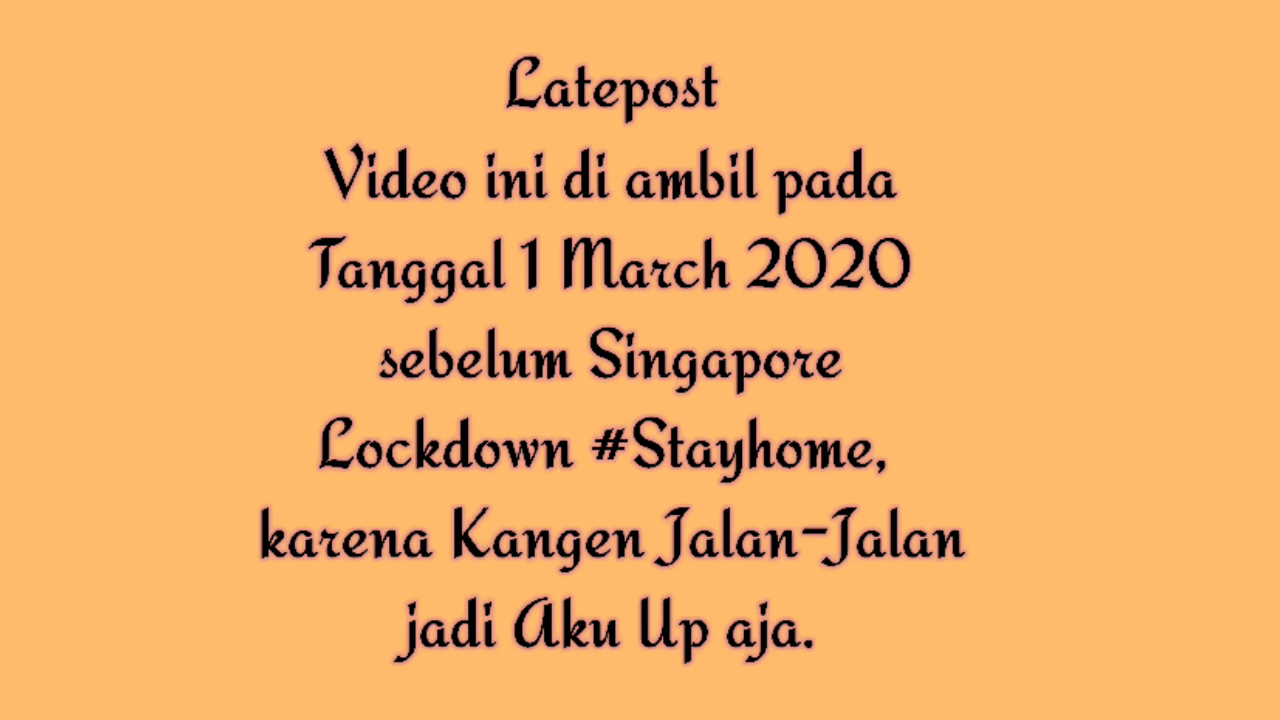 Latepost
Video ini di ambil pada
Tanggal 1 March 2020
sebelum Singapore
Lockdown #Stayhome,
karena Kangen Jalan-Jalan
jadi Aku Up aja.